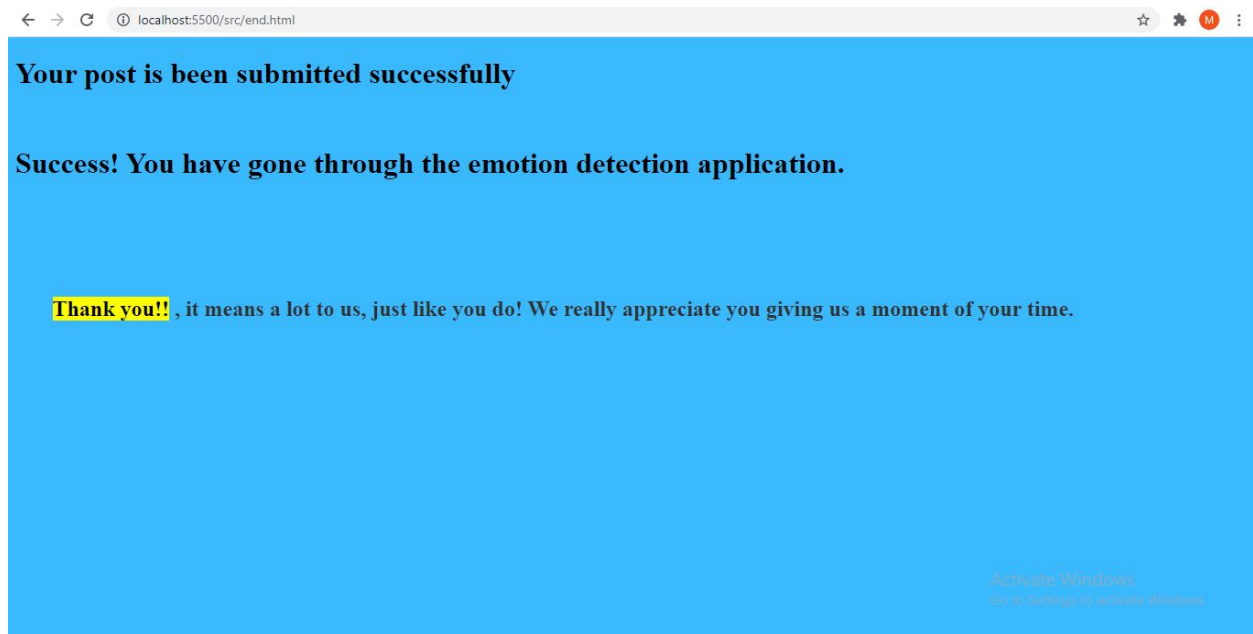 localhost:5500/src/end.html
M
Your post is been submitted successfully
Success! You have gone through the emotion detection application.
Thank you!! , it means a lot to us, just like you do! We really appreciate you giving us a moment of your time.
Activate Windows
Go to Settings to activate Windows.